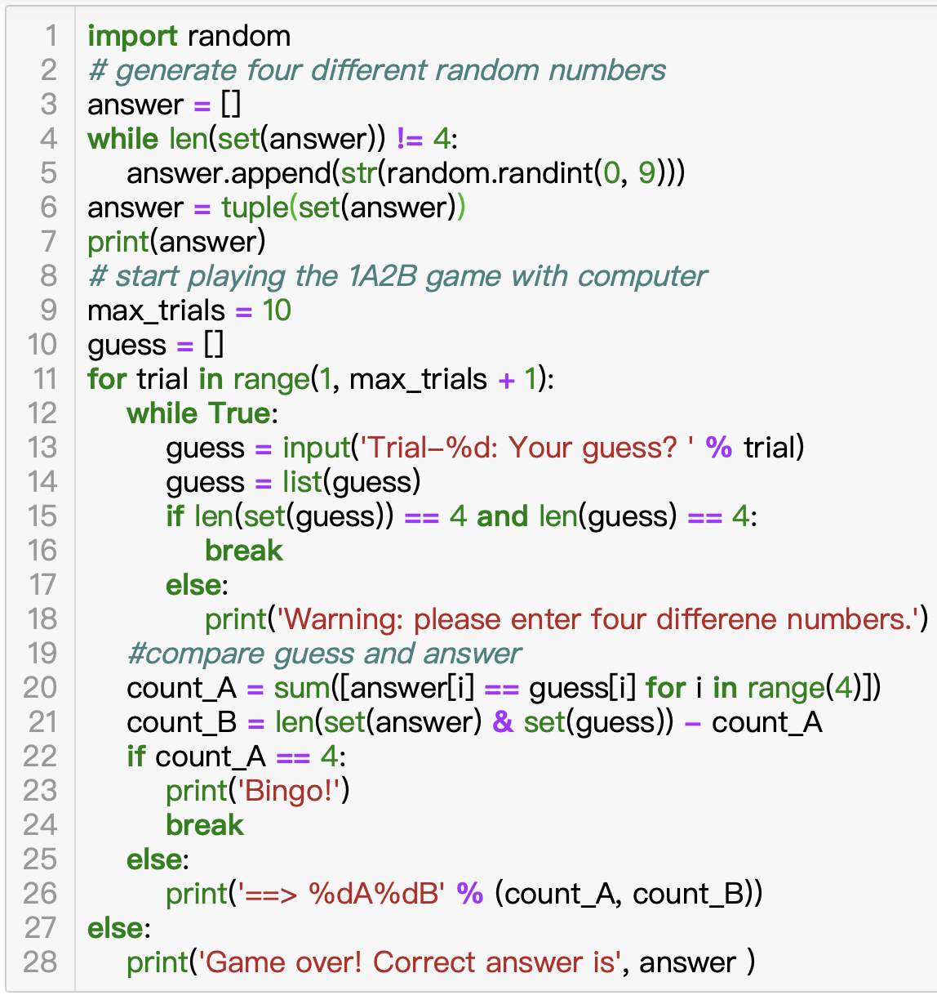 1 import random
2 # generate four different random numbers
3 answer = []
4 while len(set(answer)) != 4:
5     answer.append(str(random.randint(0, 9)))
6 answer = tuple(set(answer))
7 print(answer)
8 # start playing the 1A2B game with computer
9 max_trials = 10
10 guess = []
11 for trial in range(1, max_trials + 1):
12     while True:
13         guess = input('Trial-%d: Your guess? ' % trial)
14         guess = list(guess)
15         if len(set(guess)) == 4 and len(guess) == 4:
16             break
17         else:
18             print('Warning: please enter four differene numbers.')
19     #compare guess and answer
20     count_A = sum([answer[i] == guess[i] for i in range(4)])
21     count_B = len(set(answer) & set(guess)) - count_A
22     if count_A == 4:
23         print('Bingo!')
24         break
25     else:
26         print('==> %dA%dB' % (count_A, count_B))
27 else:
28     print('Game over! Correct answer is', answer )